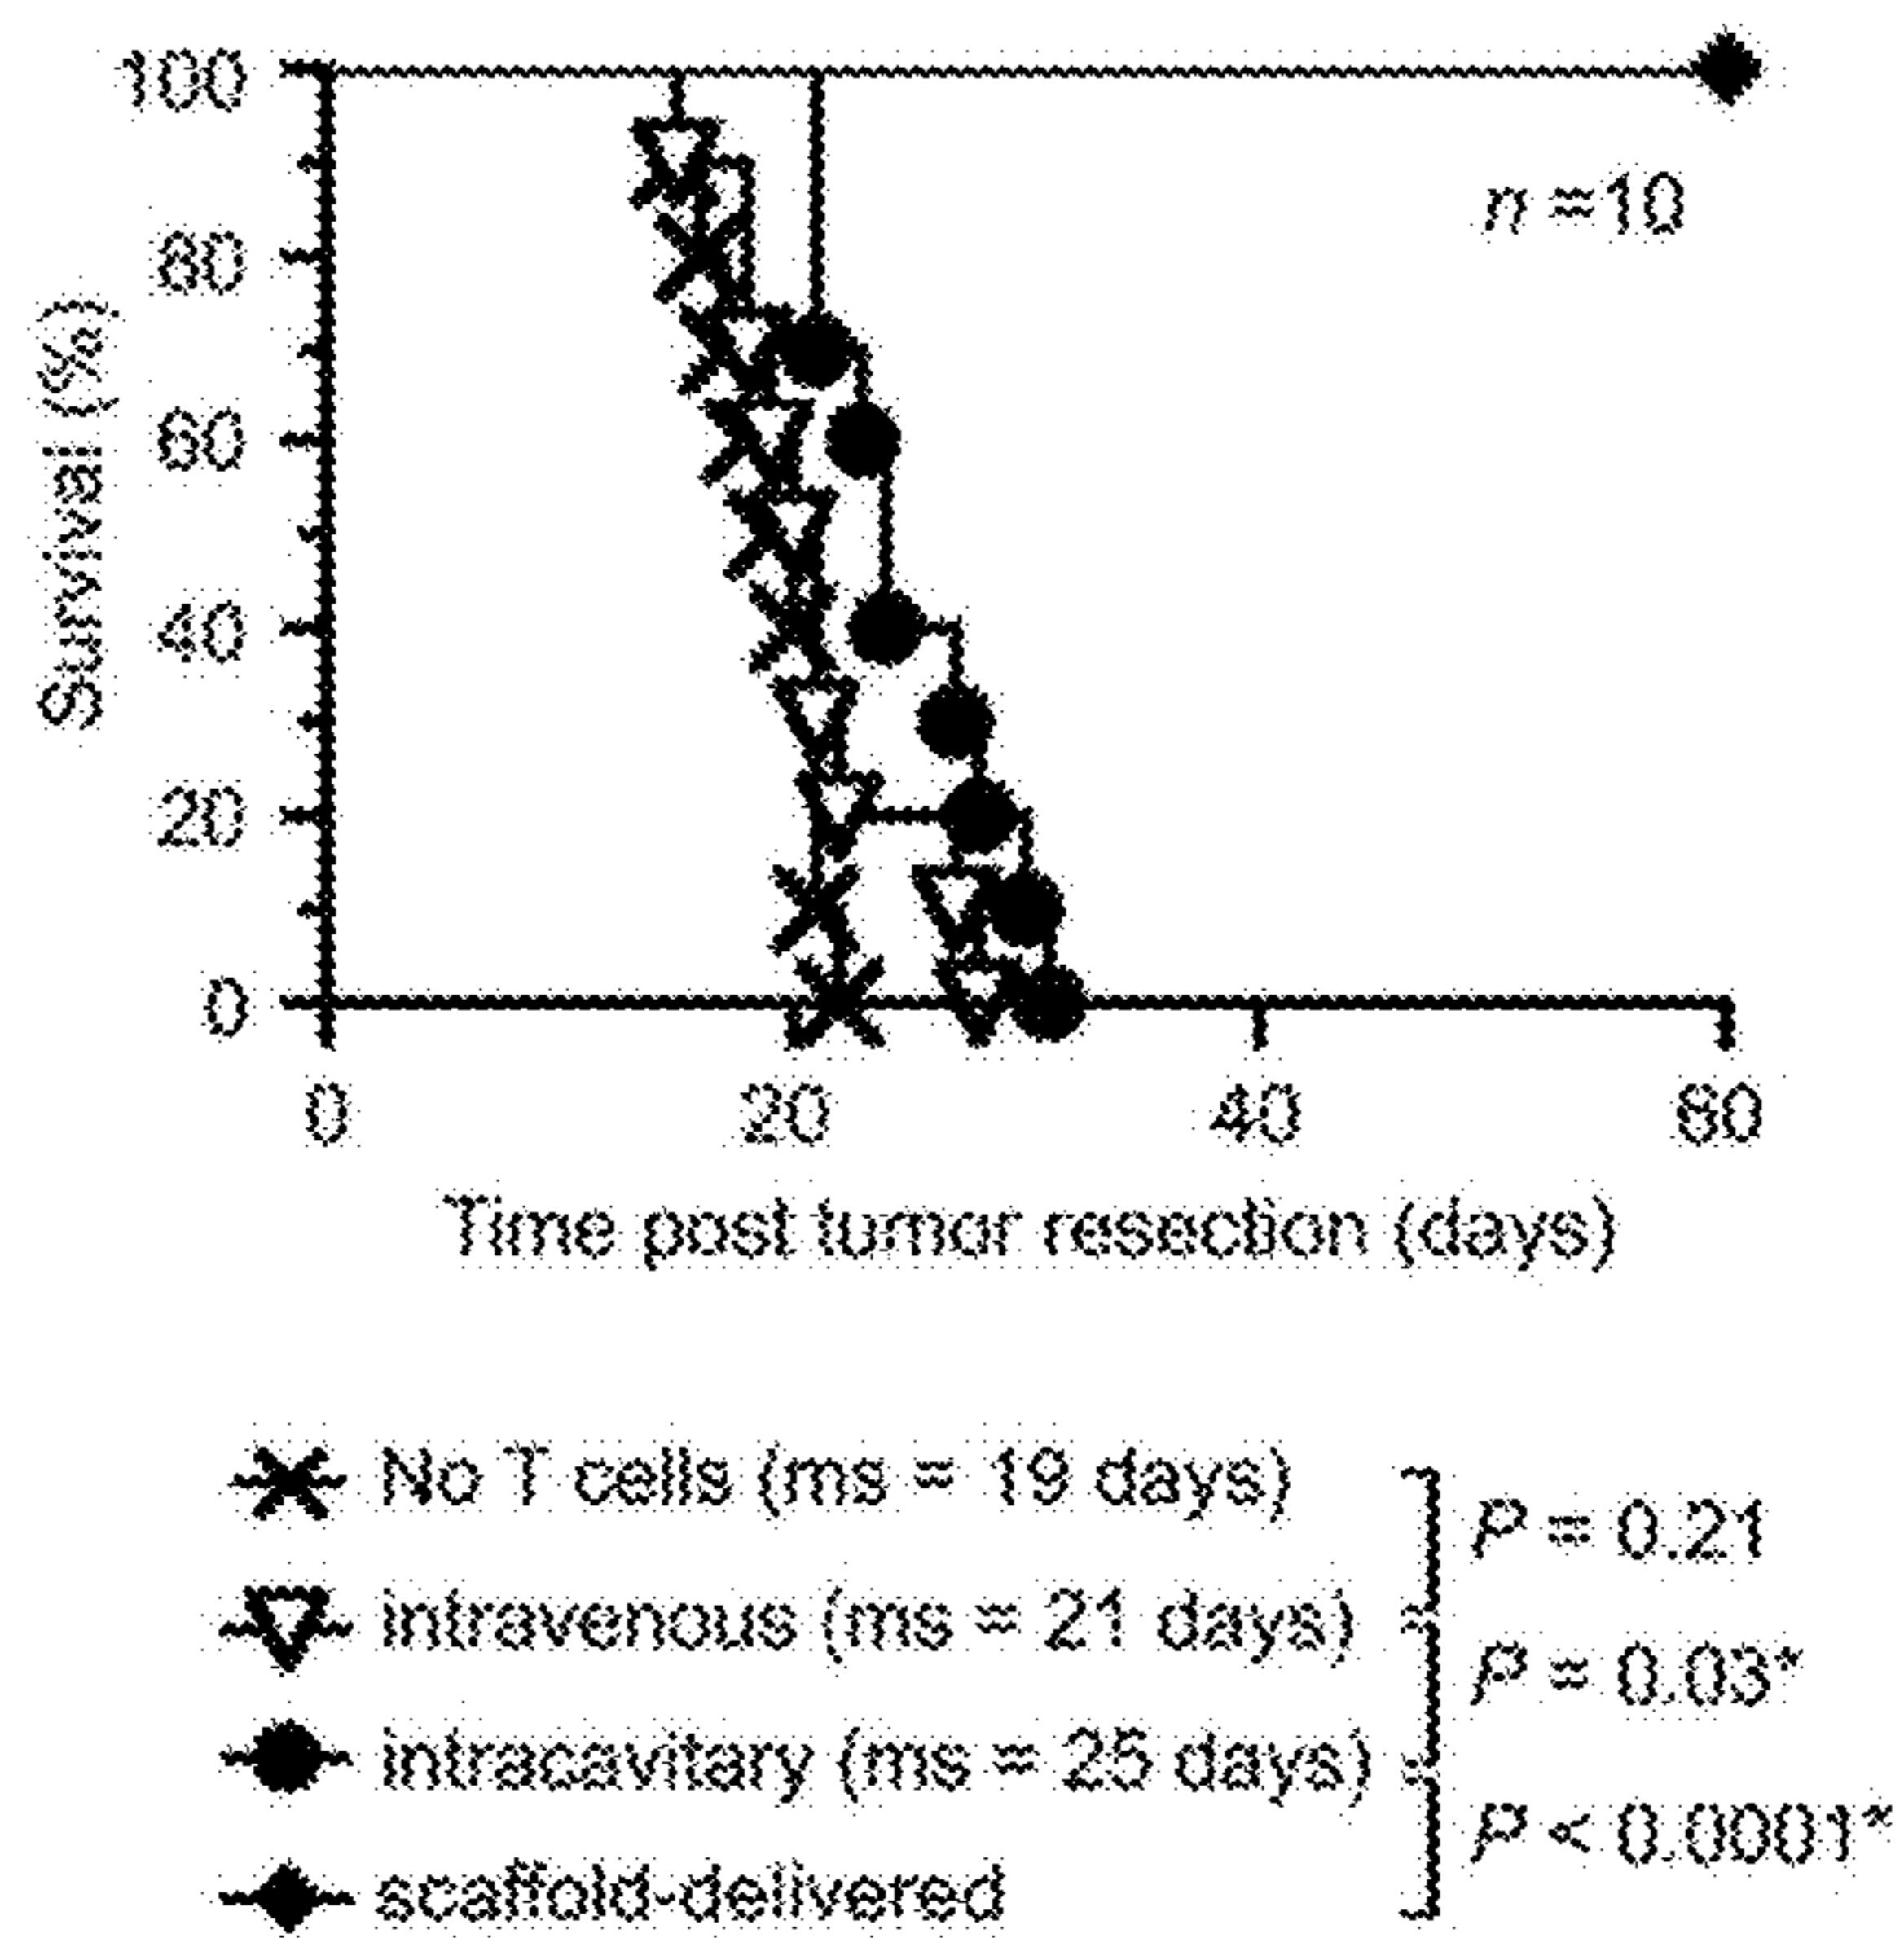 100
80
60
40
20
0
Survival (%)
n = 10
0 20 40 60
Time post tumor resection (days)
No T cells (ms = 19 days)
P = 0.21
intravenous (ms = 21 days)
P = 0.03*
intracavitary (ms = 25 days)
P < 0.0001*
scaffold-delivered